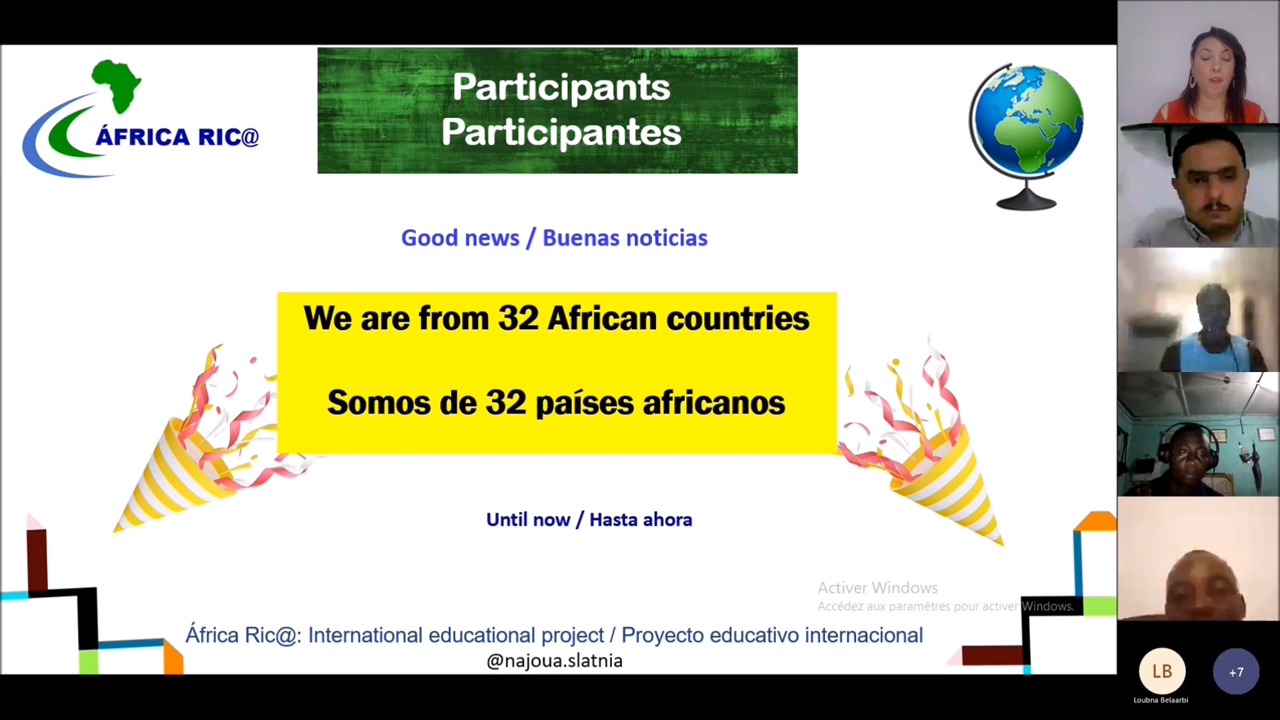 ÁFRICA RIC@
Participants
Participantes
Good news / Buenas noticias
We are from 32 African countries
Somos de 32 países africanos
Until now / Hasta ahora
Activer Windows
Accédez aux paramètres pour activer Windows.
África Ric@: International educational project / Proyecto educativo internacional
@najoua.slatnia
LB
+7
Loubna Belaarbi